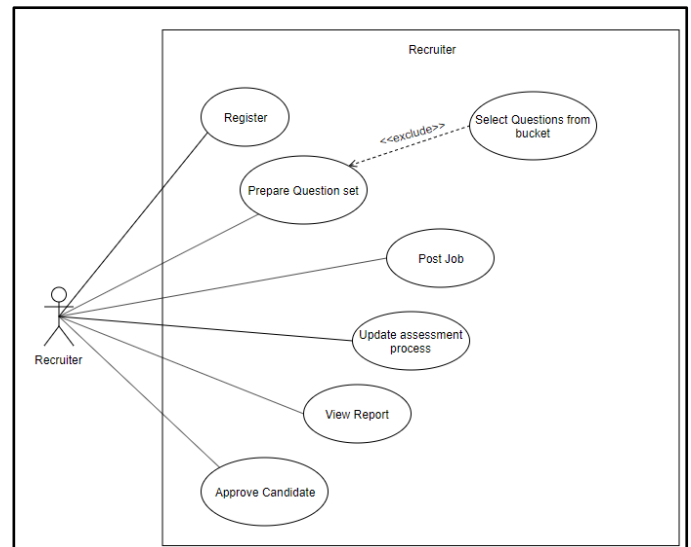 Recruiter
Register
<<exclude>>
Select Questions from
bucket
Prepare Question set
Post Job
Update assessment
process
Recruiter
View Report
Approve Candidate